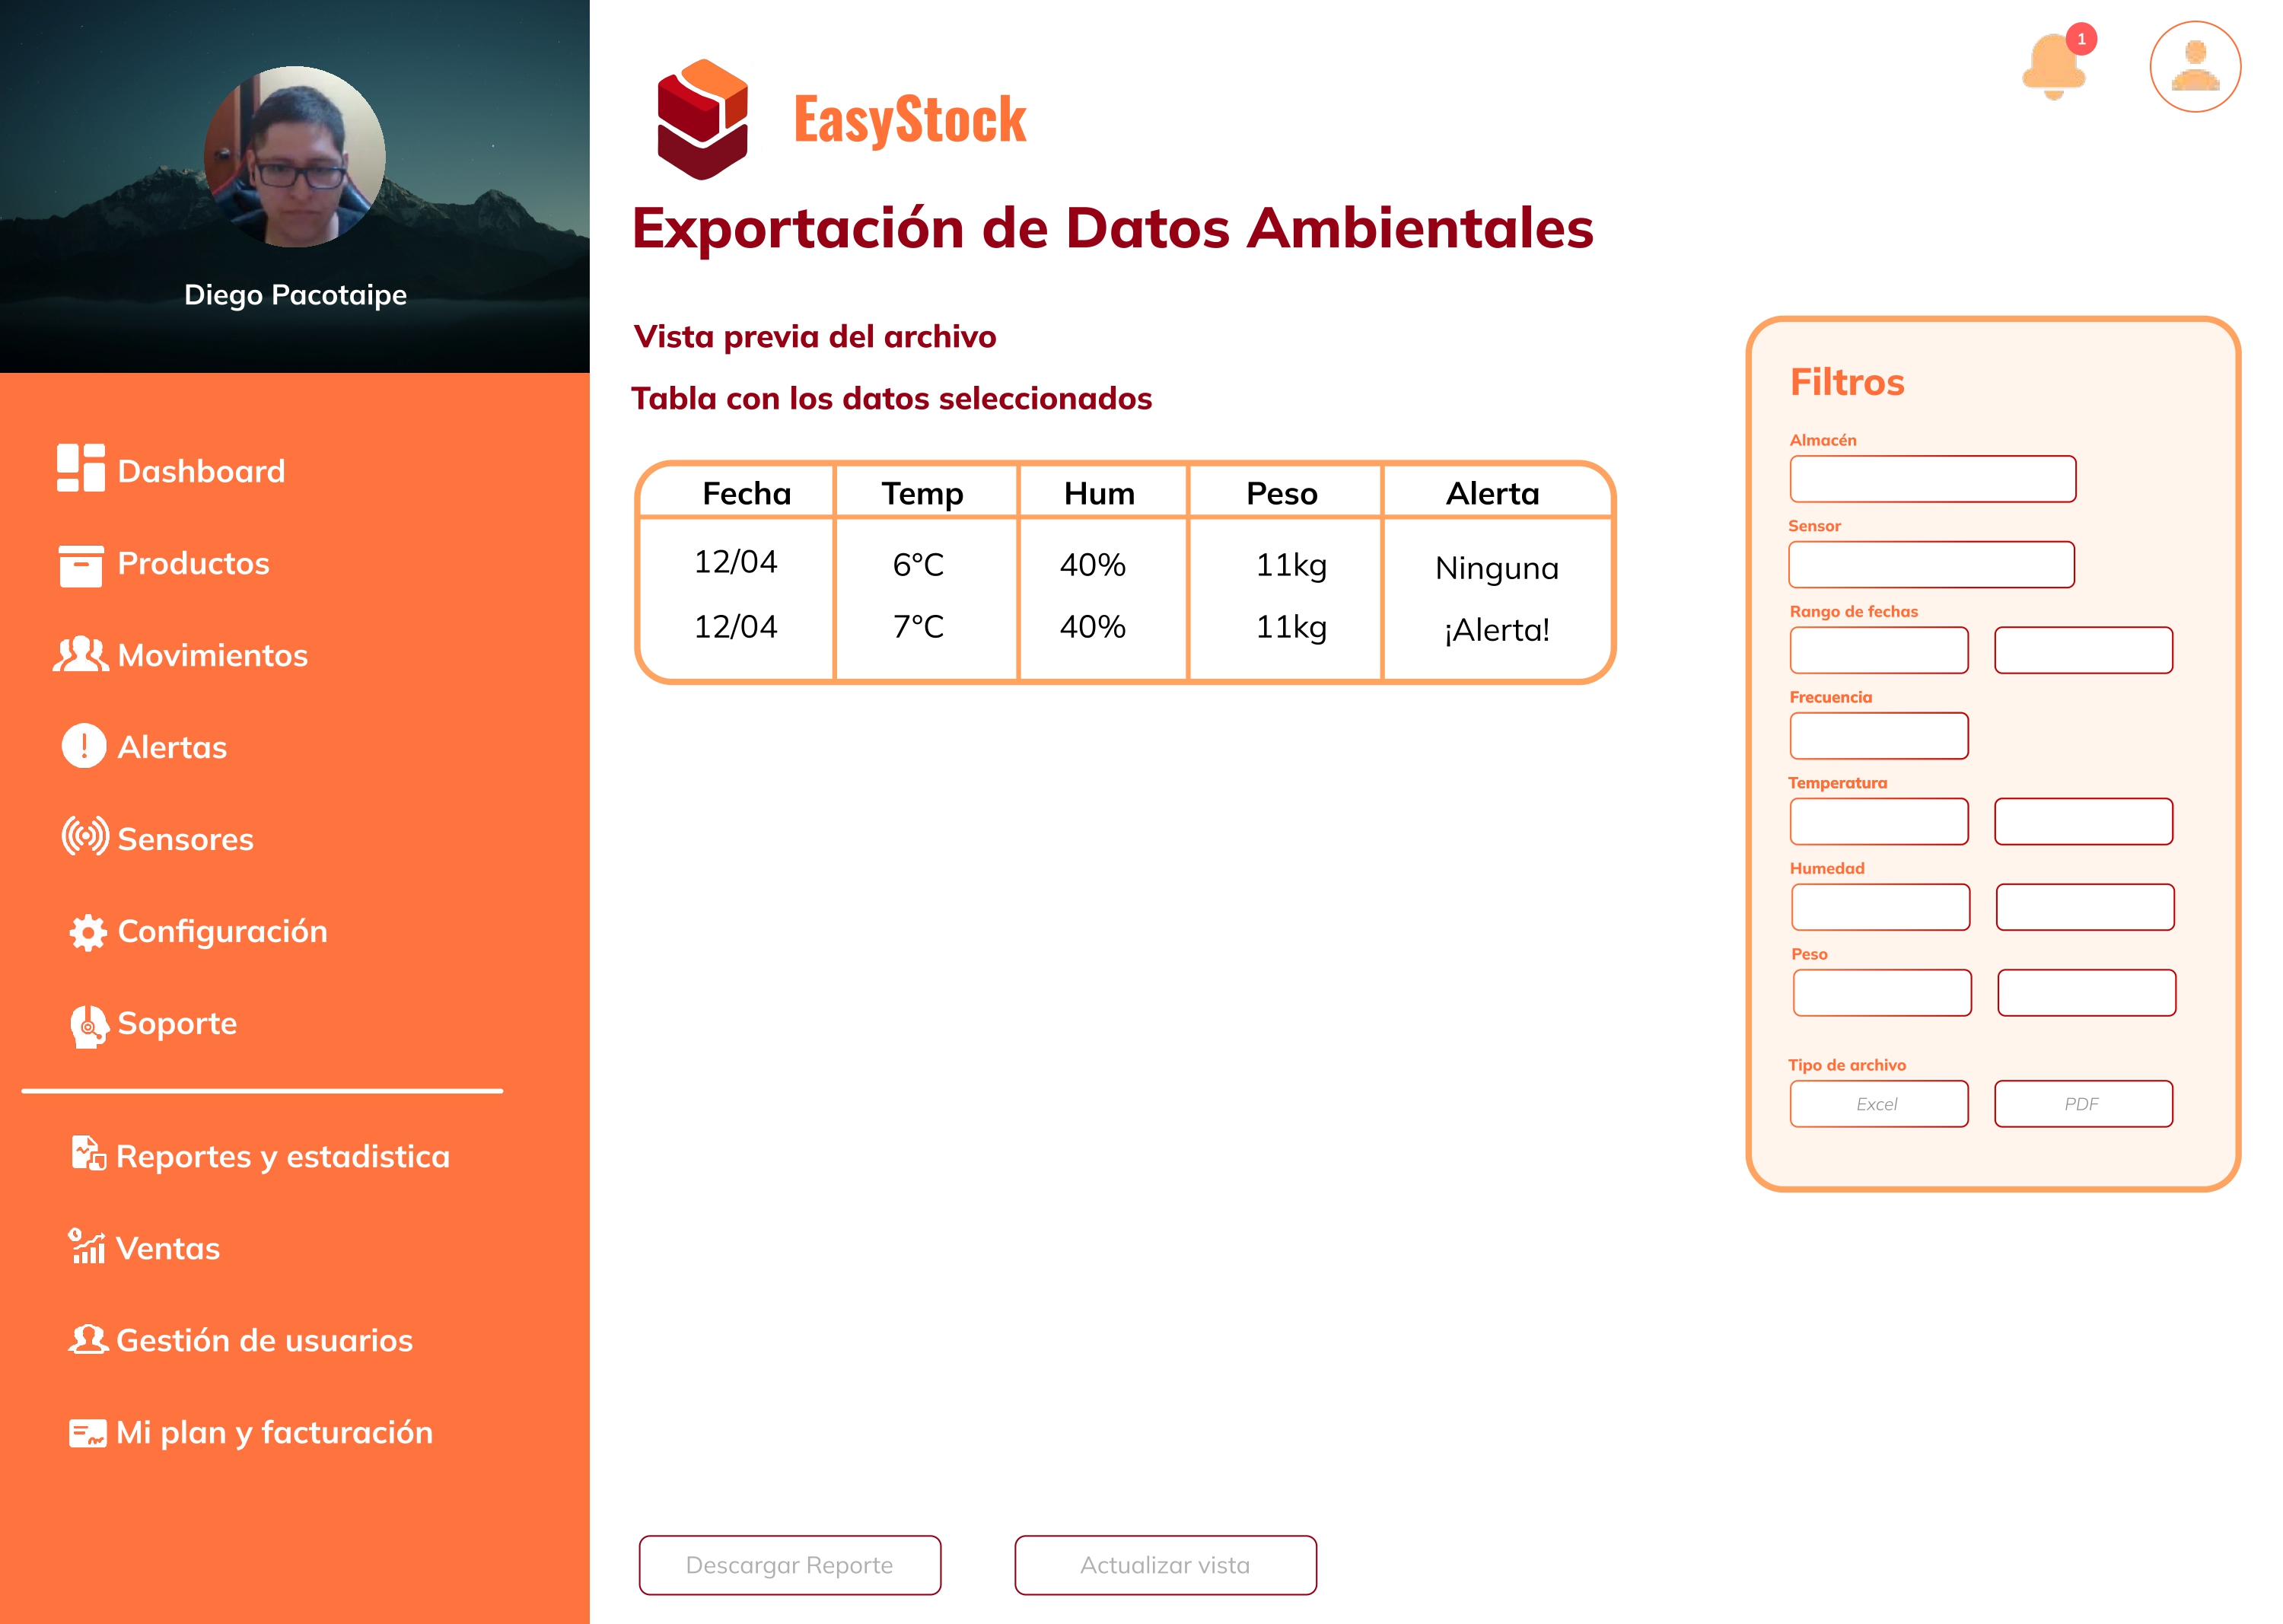 Diego Pacotaipe
Dashboard
Productos
Movimientos
Alertas
Sensores
Configuración
Soporte
Reportes y estadistica
Ventas
Gestión de usuarios
Mi plan y facturación
EasyStock
1
Exportación de Datos Ambientales
Vista previa del archivo
Tabla con los datos seleccionados
Fecha Temp Hum Peso Alerta
12/04 6°C 40% 11kg Ninguna
12/04 7°C 40% 11kg ¡Alerta!
Filtros
Almacén
Sensor
Rango de fechas
Frecuencia
Temperatura
Humedad
Peso
Tipo de archivo
Excel PDF
Descargar Reporte Actualizar vista